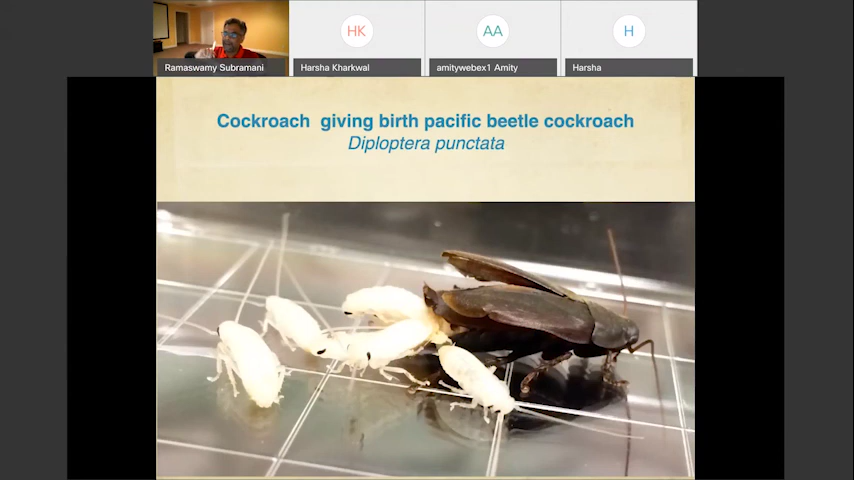 HK
AA
H
Ramaswamy Subramani
Harsha Kharkwal
amitywebex1 Amity
Harsha
Cockroach giving birth pacific beetle cockroach
Diploptera punctata